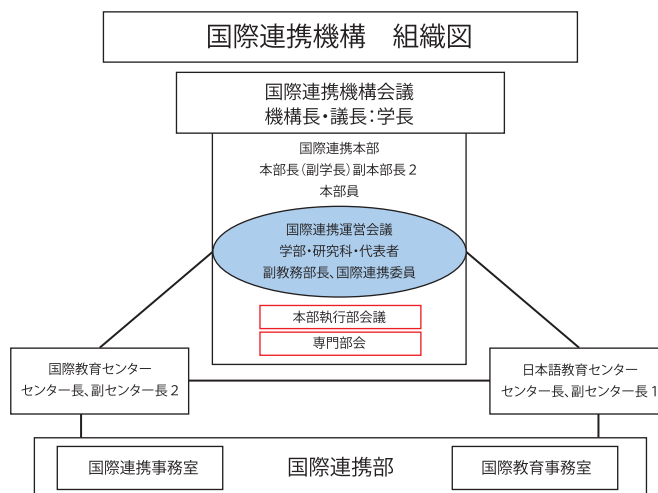 国際連携機構　組織図
国際連携機構会議
機構長・議長：学長
国際連携本部
本部長（副学長）副本部長２
本部員
国際連携運営会議
学部・研究科・代表者
副教務部長、国際連携委員
本部執行部会議
専門部会
国際教育センター
センター長、副センター長２
日本語教育センター
センター長、副センター長１
国際連携事務室
国際連携部
国際教育事務室